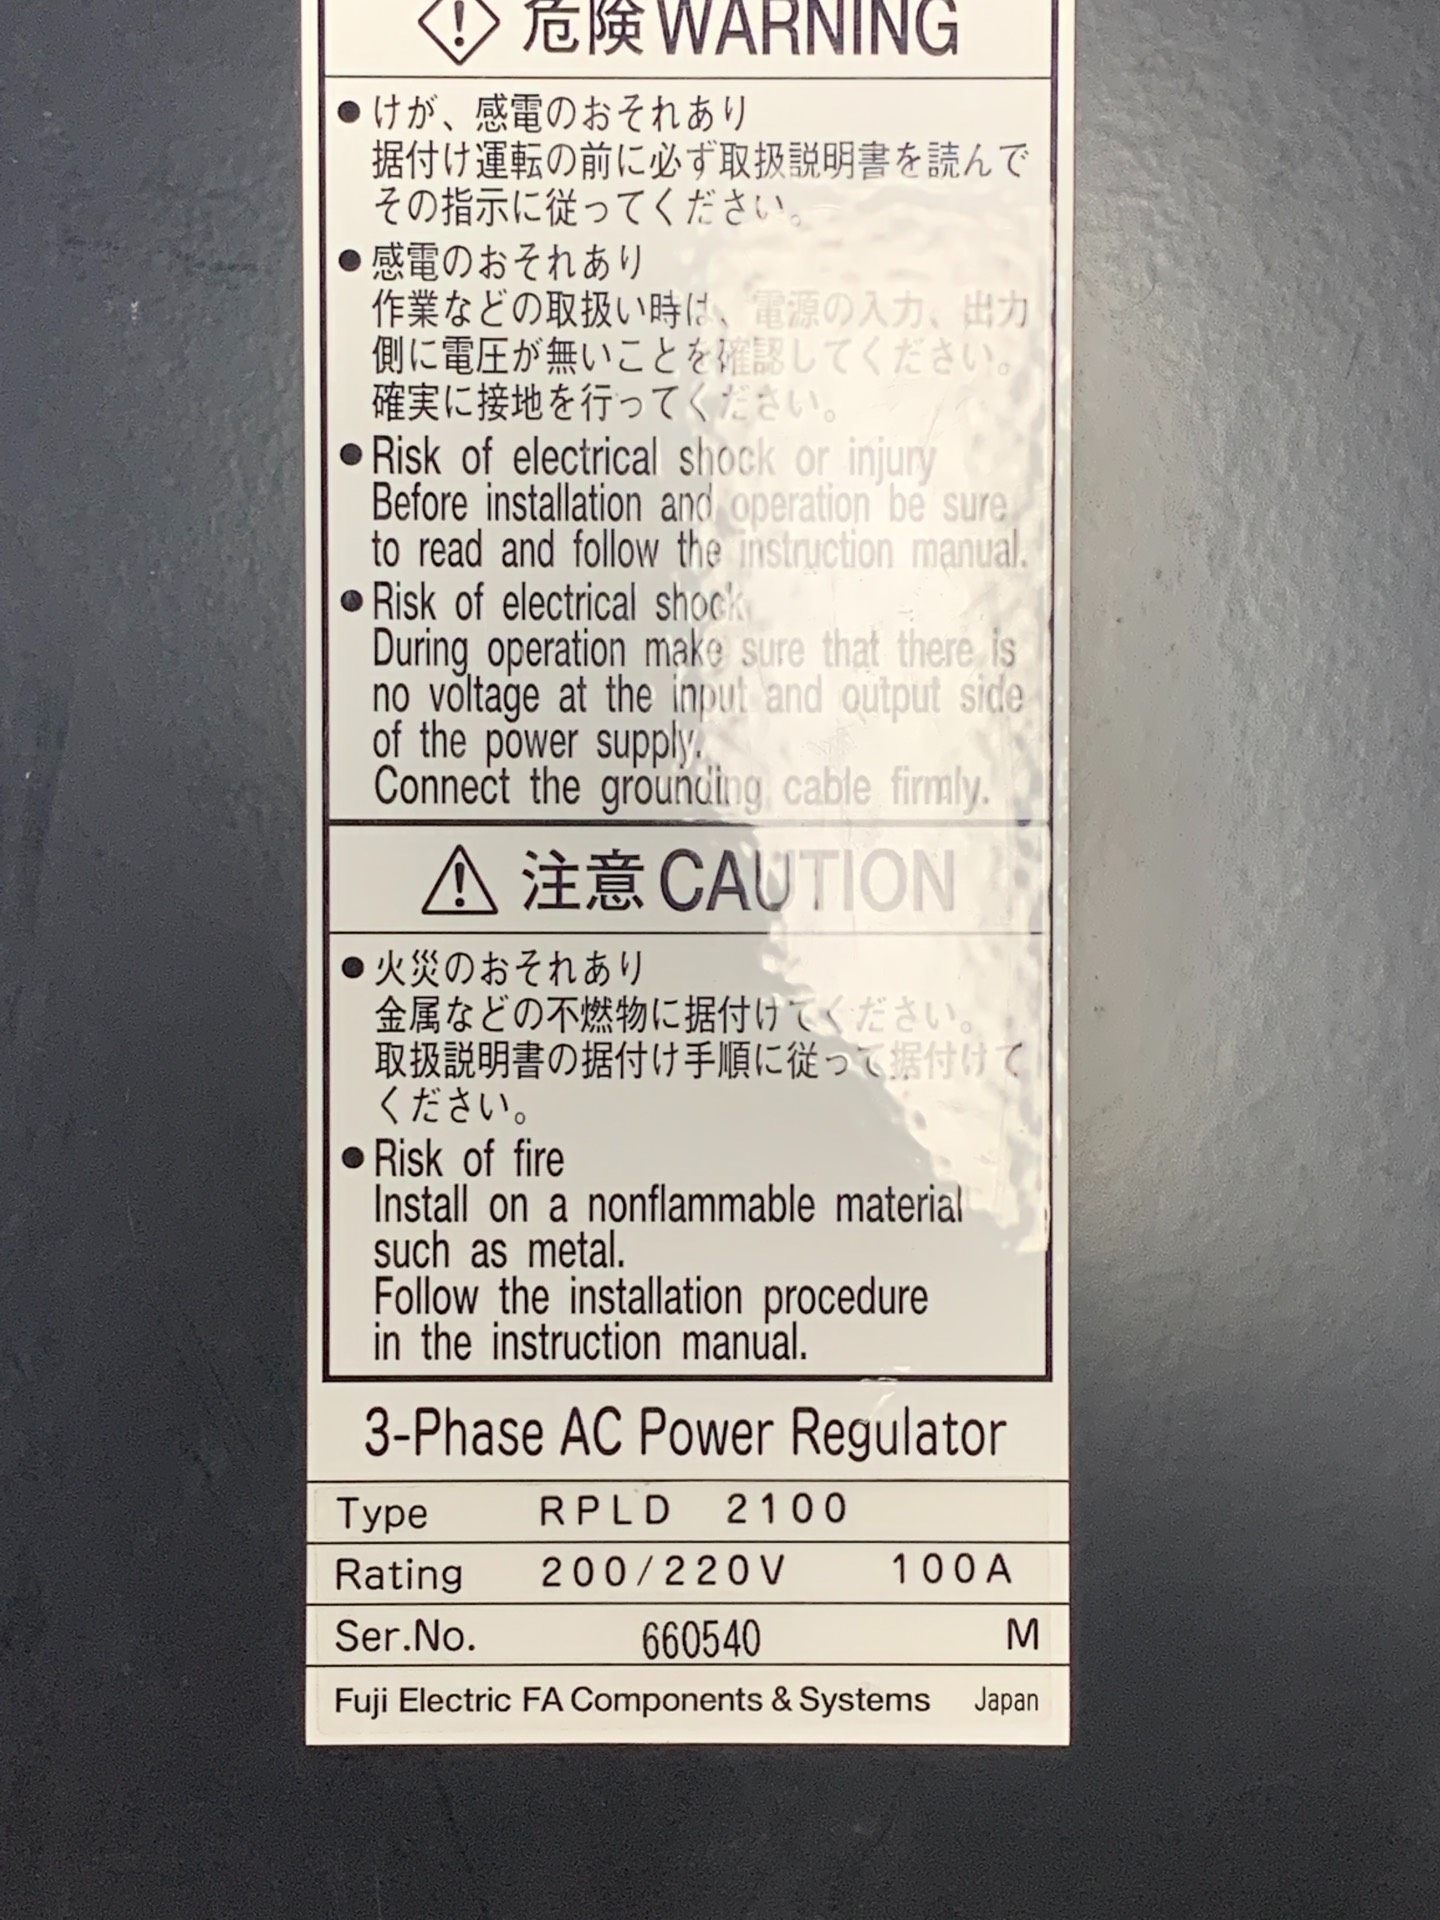 危険 WARNING
● けが、感電のおそれあり
据付け運転の前に必ず取扱説明書を読んで
その指示に従ってください。
● 感電のおそれあり
作業などの取扱い時は、電源の入力、出力
側に電圧が無いことを確認してください。
確実に接地を行ってください。
● Risk of electrical shock or injury
Before installation and operation be sure
to read and follow the instruction manual.
● Risk of electrical shock
During operation make sure that there is
no voltage at the input and output side
of the power supply.
Connect the grounding cable firmly.
注意 CAUTION
● 火災のおそれあり
金属などの不燃物に据付けてください。
取扱説明書の据付け手順に従って据付けて
ください。
● Risk of fire
Install on a nonflammable material
such as metal.
Follow the installation procedure
in the instruction manual.
3-Phase AC Power Regulator
Type RPLD 2100
Rating 200/220V 100A
Ser.No. 660540 M
Fuji Electric FA Components & Systems Japan